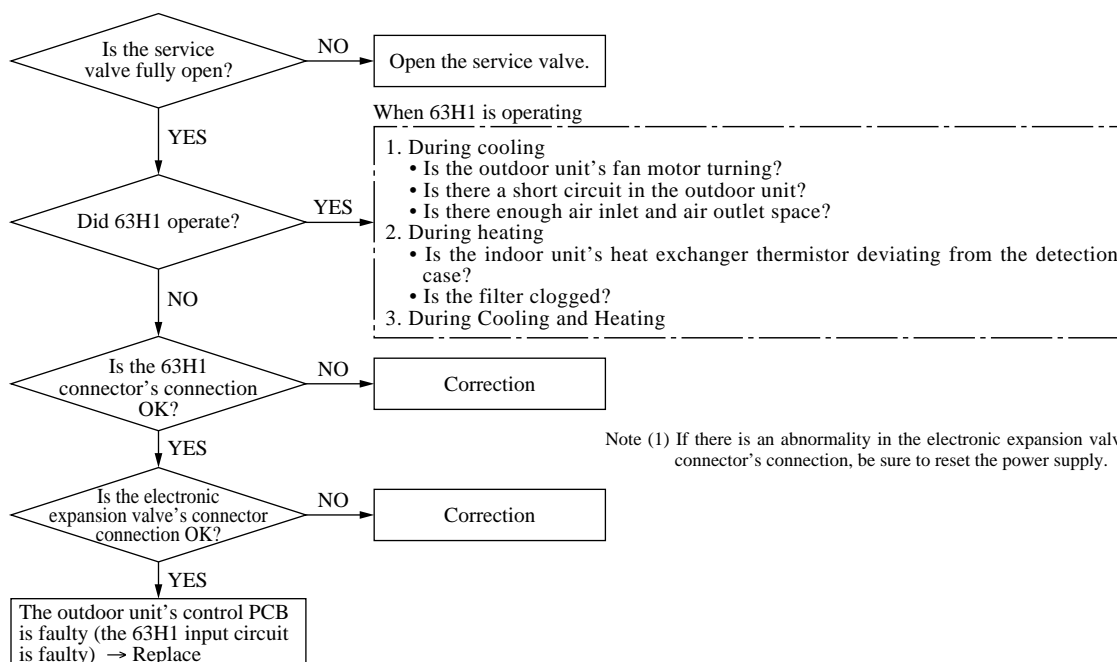 Is the service
valve fully open?
NO
Open the service valve.
YES
When 63H1 is operating
Did 63H1 operate?
YES
1. During cooling
• Is the outdoor unit's fan motor turning?
• Is there a short circuit in the outdoor unit?
• Is there enough air inlet and air outlet space?
2. During heating
• Is the indoor unit's heat exchanger thermistor deviating from the detection
case?
• Is the filter clogged?
3. During Cooling and Heating
NO
Is the 63H1
connector's connection
OK?
NO
Correction
YES
Note (1) If there is an abnormality in the electronic expansion valv
connector's connection, be sure to reset the power supply.
Is the electronic
expansion valve's connector
connection OK?
NO
Correction
YES
The outdoor unit's control PCB
is faulty (the 63H1 input circuit
is faulty) → Replace